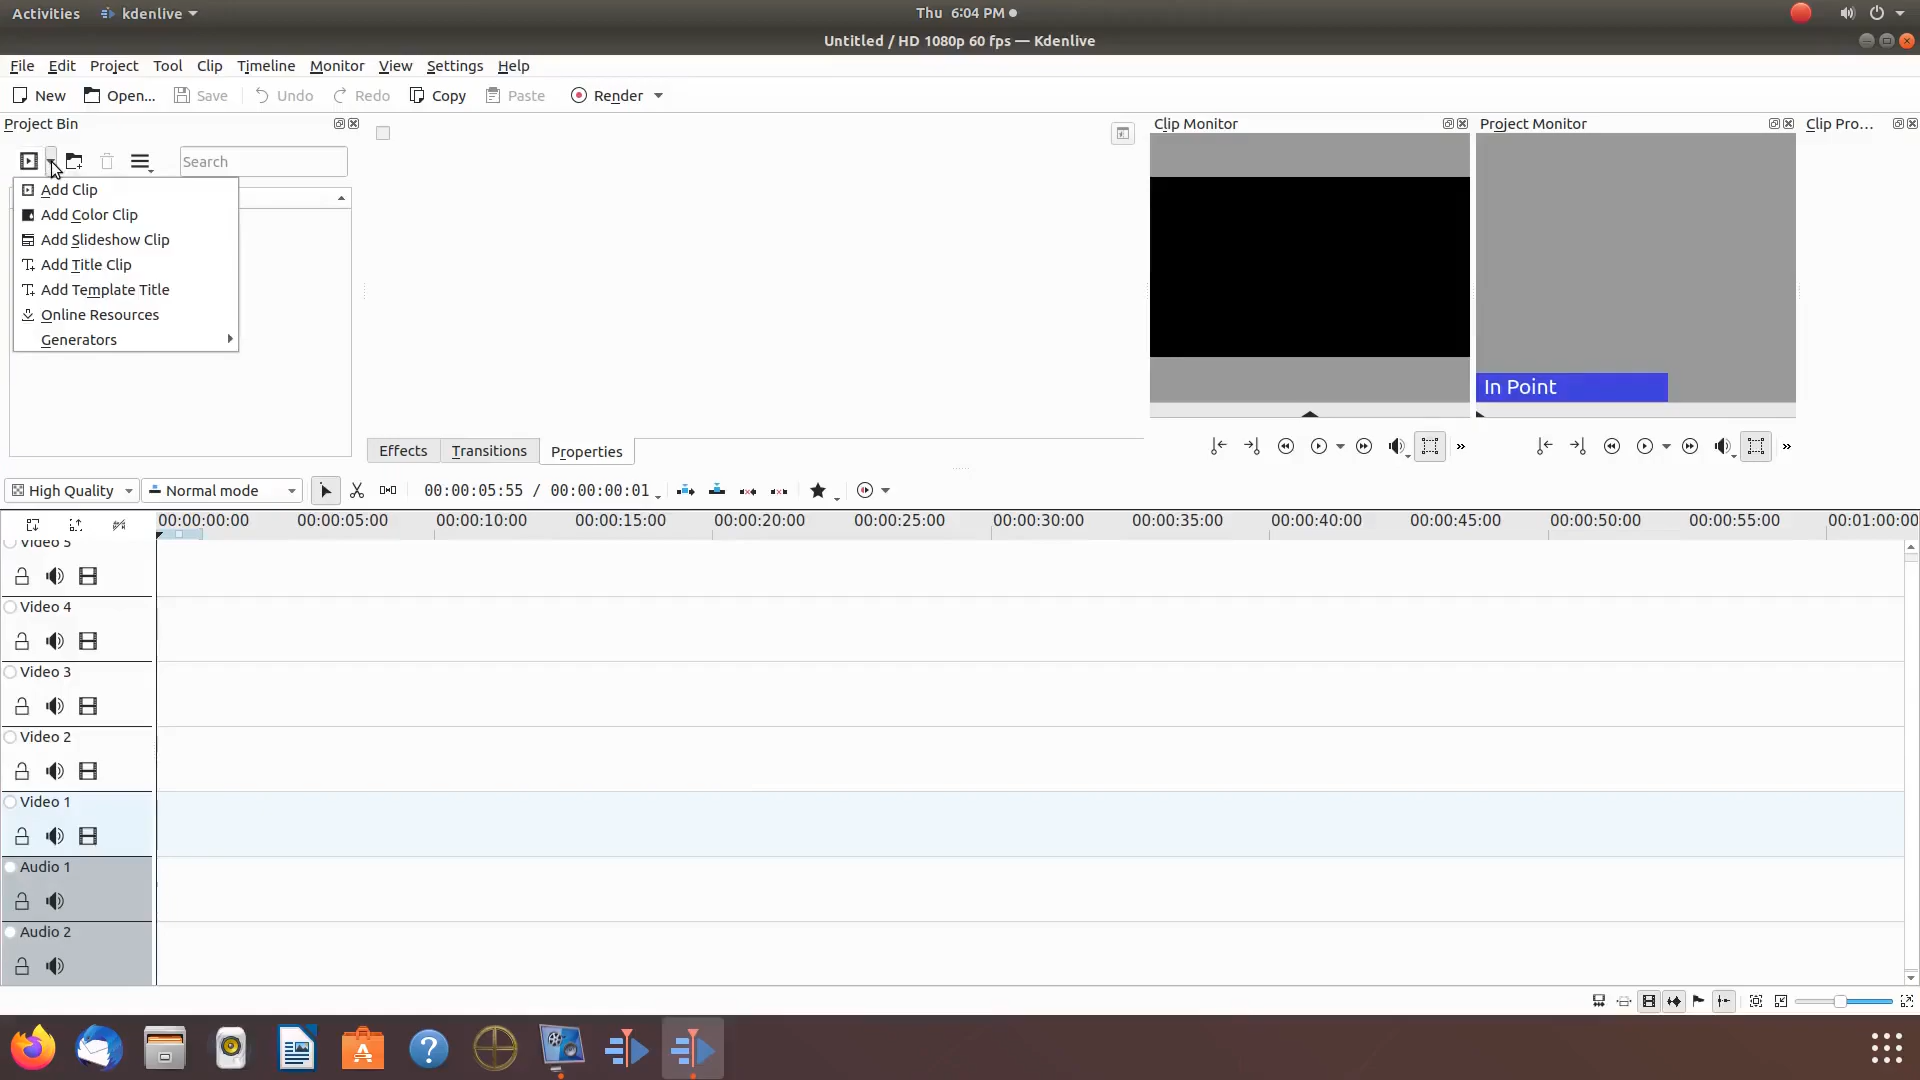 Activities kdenlive Thu 6:04 PM
Untitled / HD 1080p 60 fps — Kdenlive
File Edit Project Tool Clip Timeline Monitor View Settings Help
New Open... Save Undo Redo Copy Paste Render
Project Bin
Clip Monitor
Project Monitor
Clip Pro...
Search
Add Clip
Add Color Clip
Add Slideshow Clip
Add Title Clip
Add Template Title
Online Resources
Generators
In Point
Effects Transitions Properties
High Quality Normal mode 00:00:05:55 / 00:00:00:01
00:00:00:00 00:00:05:00 00:00:10:00 00:00:15:00 00:00:20:00 00:00:25:00 00:00:30:00 00:00:35:00 00:00:40:00 00:00:45:00 00:00:50:00 00:00:55:00 00:01:00:00
Video 5
Video 4
Video 3
Video 2
Video 1
Audio 1
Audio 2